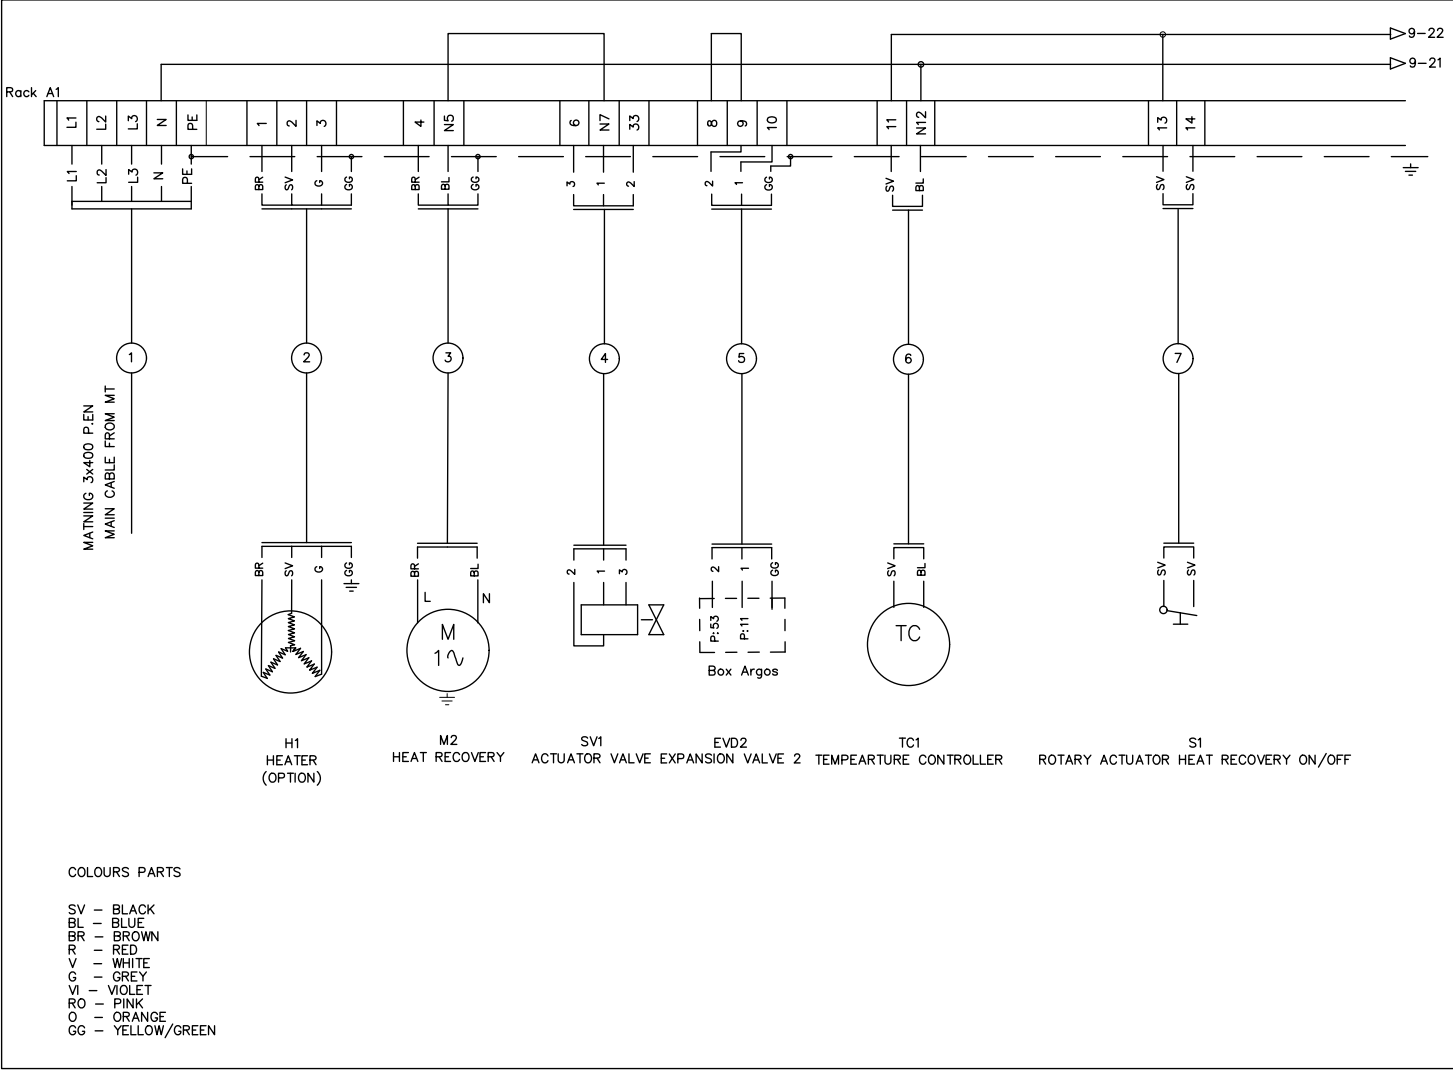 9-22
9-21
Rack A1
L1 L2 L3 N PE 1 2 3 4 N5 6 N7 33 8 9 10 11 N12 13 14
L1 L2 L3 N PE BR SV G GG BR BL GG 3 1 2 2 1 GG SV BL SV SV
1 2 3 4 5 6 7
MATNING 3x400 P.EN
MAIN CABLE FROM MT
BR SV G GG BR BL 2 1 3 2 1 GG SV BL SV SV
L N
P:53 P:11
M
1
TC
Box Argos
H1
HEATER
(OPTION)
M2
HEAT RECOVERY
SV1
ACTUATOR VALVE
EVD2
EXPANSION VALVE 2
TC1
TEMPEARTURE CONTROLLER
S1
ROTARY ACTUATOR HEAT RECOVERY ON/OFF
COLOURS PARTS
SV - BLACK
BL - BLUE
BR - BROWN
R - RED
V - WHITE
G - GREY
VI - VIOLET
RO - PINK
O - ORANGE
GG - YELLOW/GREEN